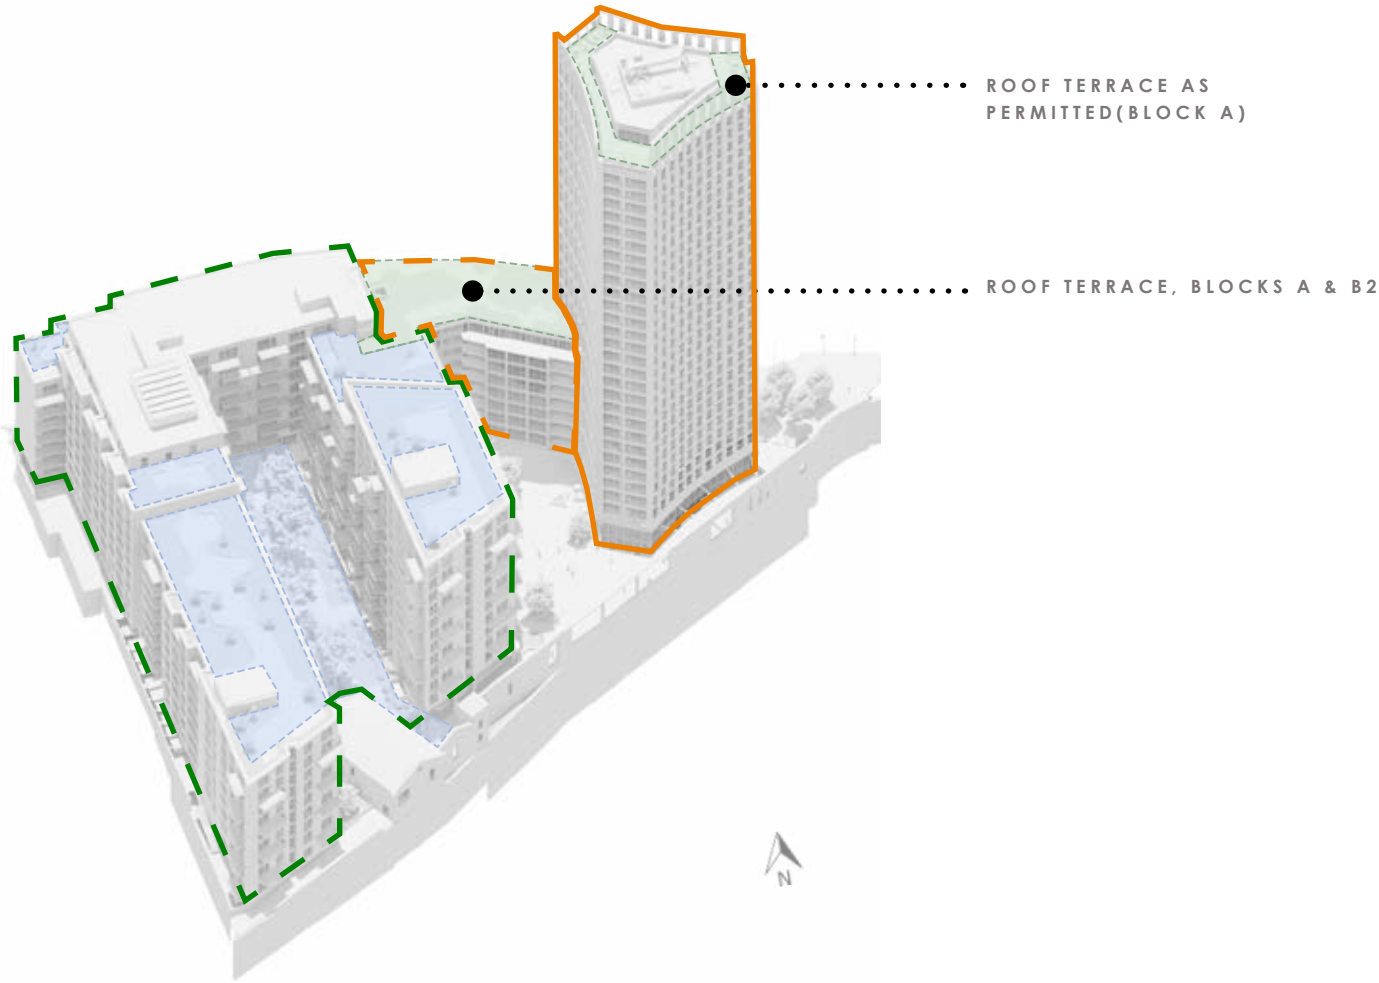 ROOF TERRACE AS
PERMITTED(BLOCK A)
ROOF TERRACE, BLOCKS A & B2
N